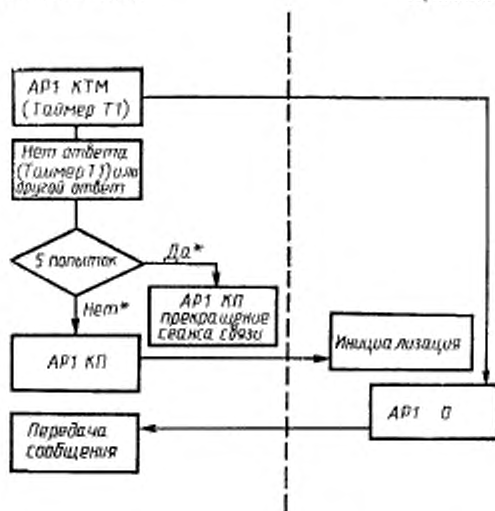 АР1 КТМ
(Таймер Т1)
Нет ответа
(Таймер Т1) или
другой ответ
5 попыток
Да*
Нет*
АР1 КП
прекращение
сеанса связи
АР1 КП
Инициализация
АР1 0
Передача
сообщения